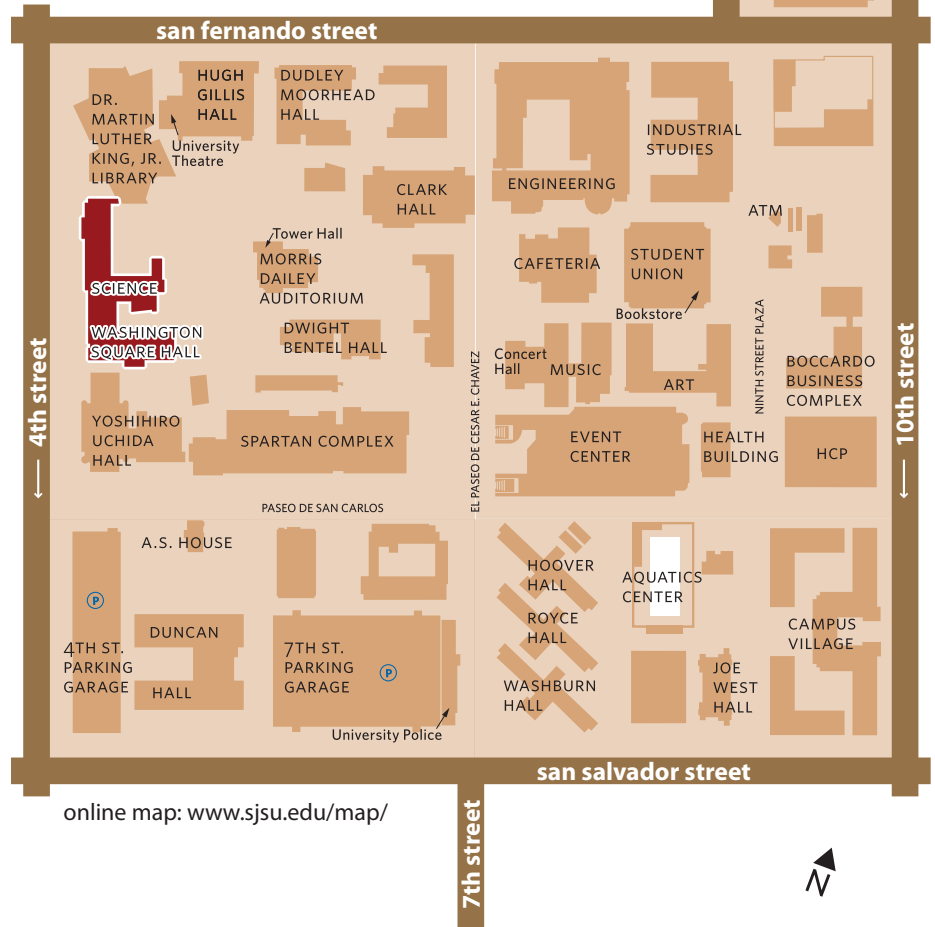 san fernando street
HUGH
GILLIS
HALL
DUDLEY
MOORHEAD
HALL
DR.
MARTIN
LUTHER
KING, JR.
LIBRARY
University
Theatre
INDUSTRIAL
STUDIES
CLARK
HALL
ENGINEERING
ATM
Tower Hall
MORRIS
DAILEY
AUDITORIUM
CAFETERIA
STUDENT
UNION
Bookstore
SCIENCE
WASHINGTON
SQUARE HALL
DWIGHT
BENTEL HALL
Concert
Hall
MUSIC
ART
NINTH STREET PLAZA
BOCCARDO
BUSINESS
COMPLEX
4th street
10th street
EL PASEO DE CESAR E. CHAVEZ
YOSHIHIRO
UCHIDA
HALL
SPARTAN COMPLEX
EVENT
CENTER
HEALTH
BUILDING
HCP
PASEO DE SAN CARLOS
A.S. HOUSE
HOOVER
HALL
AQUATICS
CENTER
P
ROYCE
HALL
CAMPUS
VILLAGE
DUNCAN
HALL
4TH ST.
PARKING
GARAGE
7TH ST.
PARKING
GARAGE
P
WASHBURN
HALL
JOE
WEST
HALL
University Police
san salvador street
online map: www.sjsu.edu/map/
7th street
N